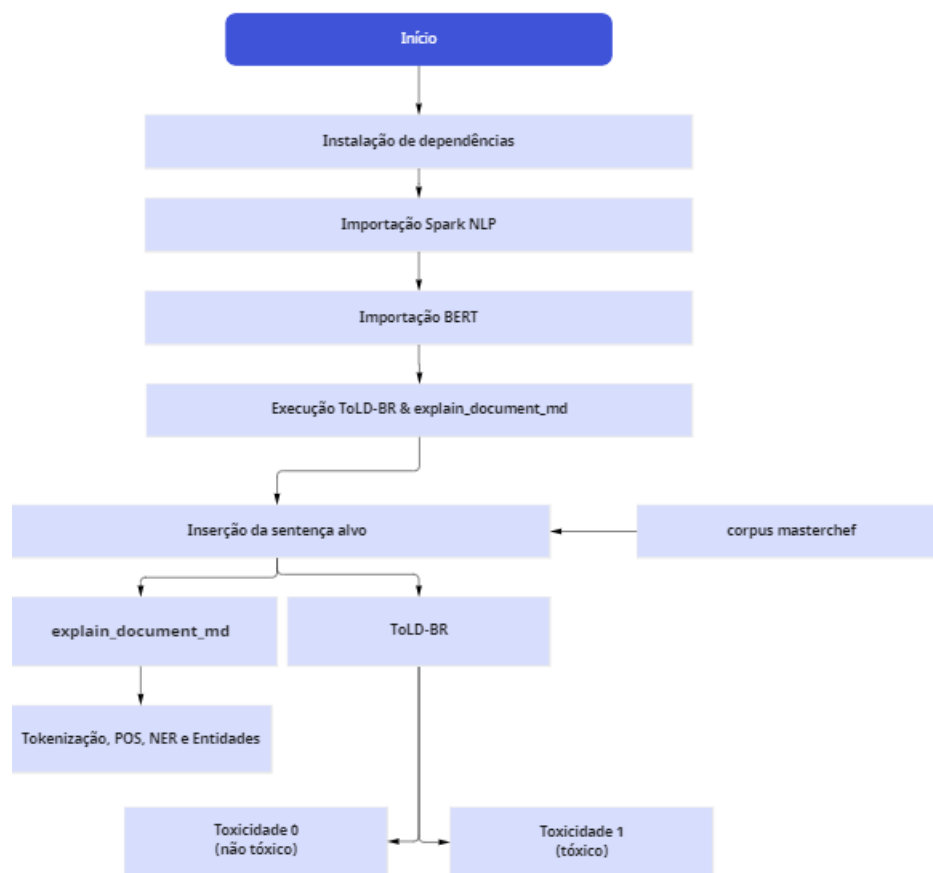 Início
Instalação de dependências
Importação Spark NLP
Importação BERT
Execução ToLD-BR & explain_document_md
Inserção da sentença alvo
corpus masterchef
explain_document_md
ToLD-BR
Tokenização, POS, NER e Entidades
Toxicidade 0
(não tóxico)
Toxicidade 1
(tóxico)